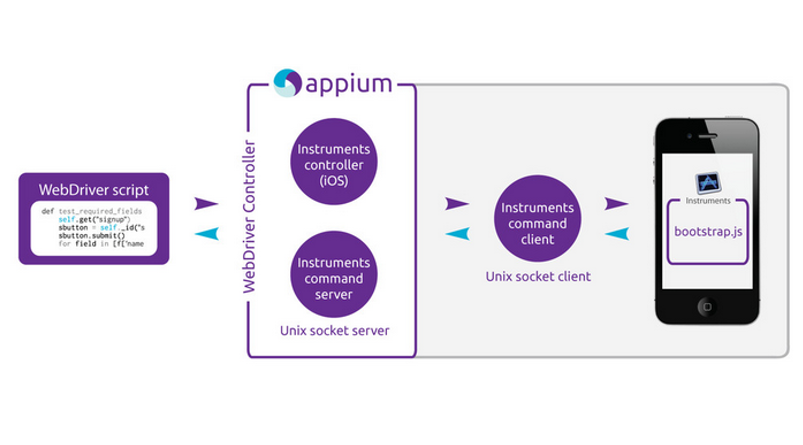 appium
WebDriver script
def test_required_fields
self.get("signup")
sbutton = self._id("s
sbutton.submit()
for field in [f["name
WebDriver Controller
Instruments
controller
(iOS)
Instruments
command
server
Unix socket server
Instruments
command
client
Unix socket client
Instruments
bootstrap.js